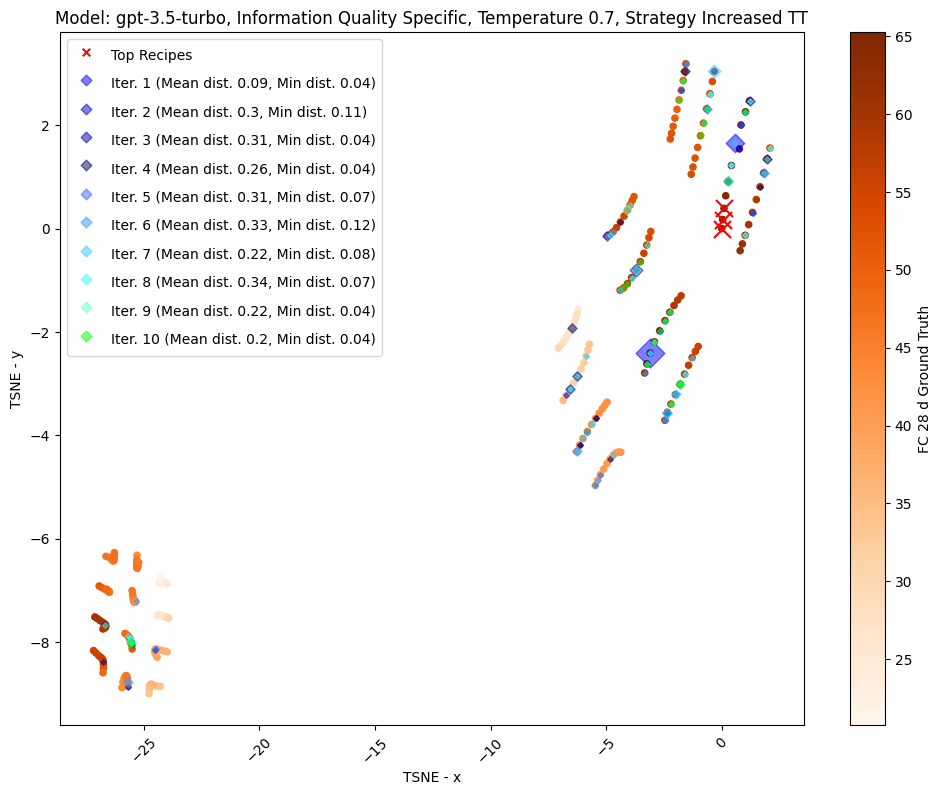 Model: gpt-3.5-turbo, Information Quality Specific, Temperature 0.7, Strategy Increased TT
Top Recipes
Iter. 1 (Mean dist. 0.09, Min dist. 0.04)
Iter. 2 (Mean dist. 0.3, Min dist. 0.11)
Iter. 3 (Mean dist. 0.31, Min dist. 0.04)
Iter. 4 (Mean dist. 0.26, Min dist. 0.04)
Iter. 5 (Mean dist. 0.31, Min dist. 0.07)
Iter. 6 (Mean dist. 0.33, Min dist. 0.12)
Iter. 7 (Mean dist. 0.22, Min dist. 0.08)
Iter. 8 (Mean dist. 0.34, Min dist. 0.07)
Iter. 9 (Mean dist. 0.22, Min dist. 0.04)
Iter. 10 (Mean dist. 0.2, Min dist. 0.04)
TSNE - y
2
0
−2
−4
−6
−8
−25
−20
−15
−10
−5
0
TSNE - x
65
60
55
50
45
40
35
30
25
FC 28 d Ground Truth